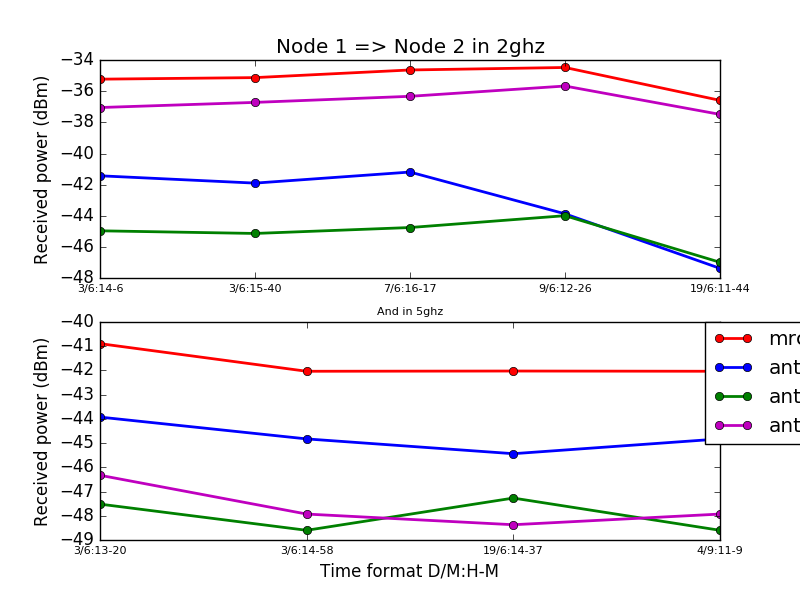 Node 1 => Node 2 in 2ghz
−34
−36
−38
−40
−42
−44
−46
−48
Received power (dBm)
3/6:14-6 3/6:15-40 7/6:16-17 9/6:12-26 19/6:11-44
And in 5ghz
−40
−41
−42
−43
−44
−45
−46
−47
−48
−49
Received power (dBm)
3/6:13-20 3/6:14-58 19/6:14-37 4/9:11-9
Time format D/M:H-M
ant
ant
ant